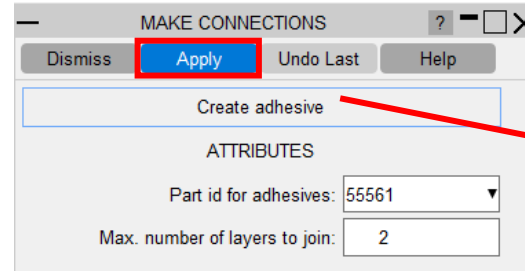 MAKE CONNECTIONS ?
Dismiss Apply Undo Last Help
Create adhesive
ATTRIBUTES
Part id for adhesives: 55561
Max. number of layers to join: 2